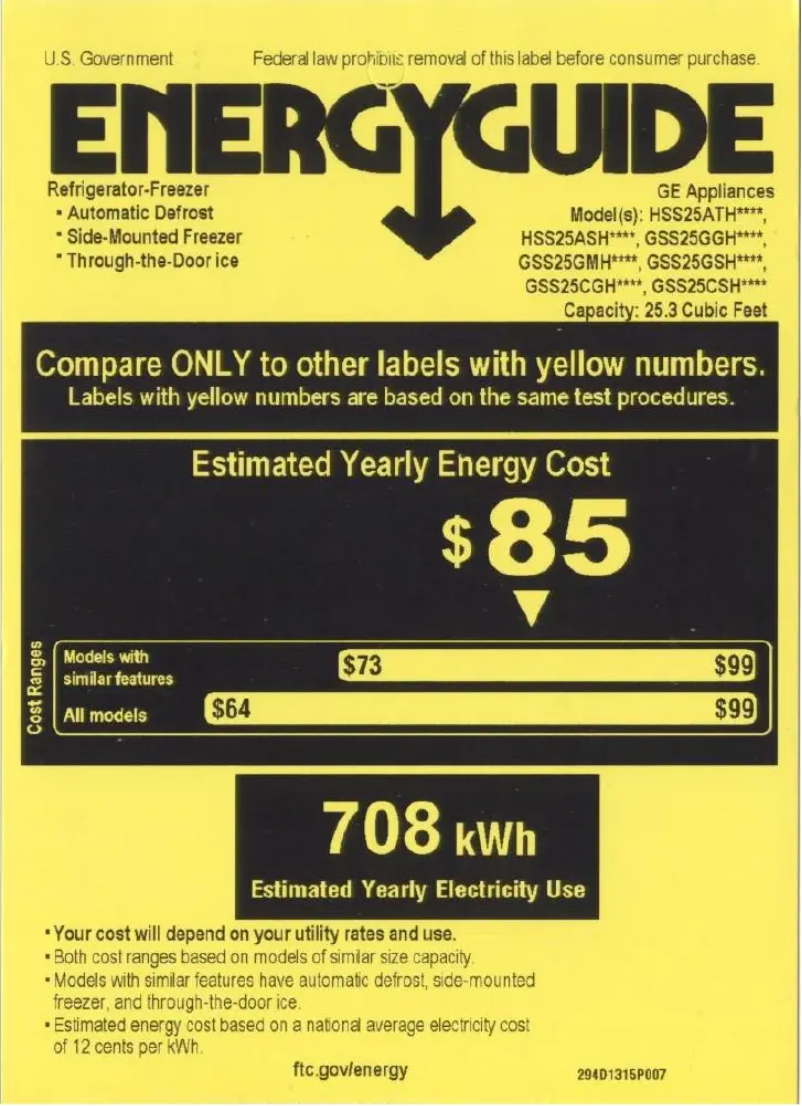 U.S. Government Federal law prohibits removal of this label before consumer purchase.
ENERGYGUIDE
Refrigerator-Freezer
▪ Automatic Defrost
▪ Side-Mounted Freezer
▪ Through-the-Door ice
GE Appliances
Model(s): HSS25ATH****,
HSS25ASH****, GSS25GGH****,
GSS25GMH****, GSS25GSH****,
GSS25CGH****, GSS25CSH****
Capacity: 25.3 Cubic Feet
Compare ONLY to other labels with yellow numbers.
Labels with yellow numbers are based on the same test procedures.
Estimated Yearly Energy Cost
$85
Cost Ranges
Models with
similar features
$73 $99
All models $64 $99
708 kWh
Estimated Yearly Electricity Use
▪ Your cost will depend on your utility rates and use.
▪ Both cost ranges based on models of similar size capacity.
▪ Models with similar features have automatic defrost, side-mounted
freezer, and through-the-door ice.
▪ Estimated energy cost based on a national average electricity cost
of 12 cents per kWh.
ftc.gov/energy 294D1315P007